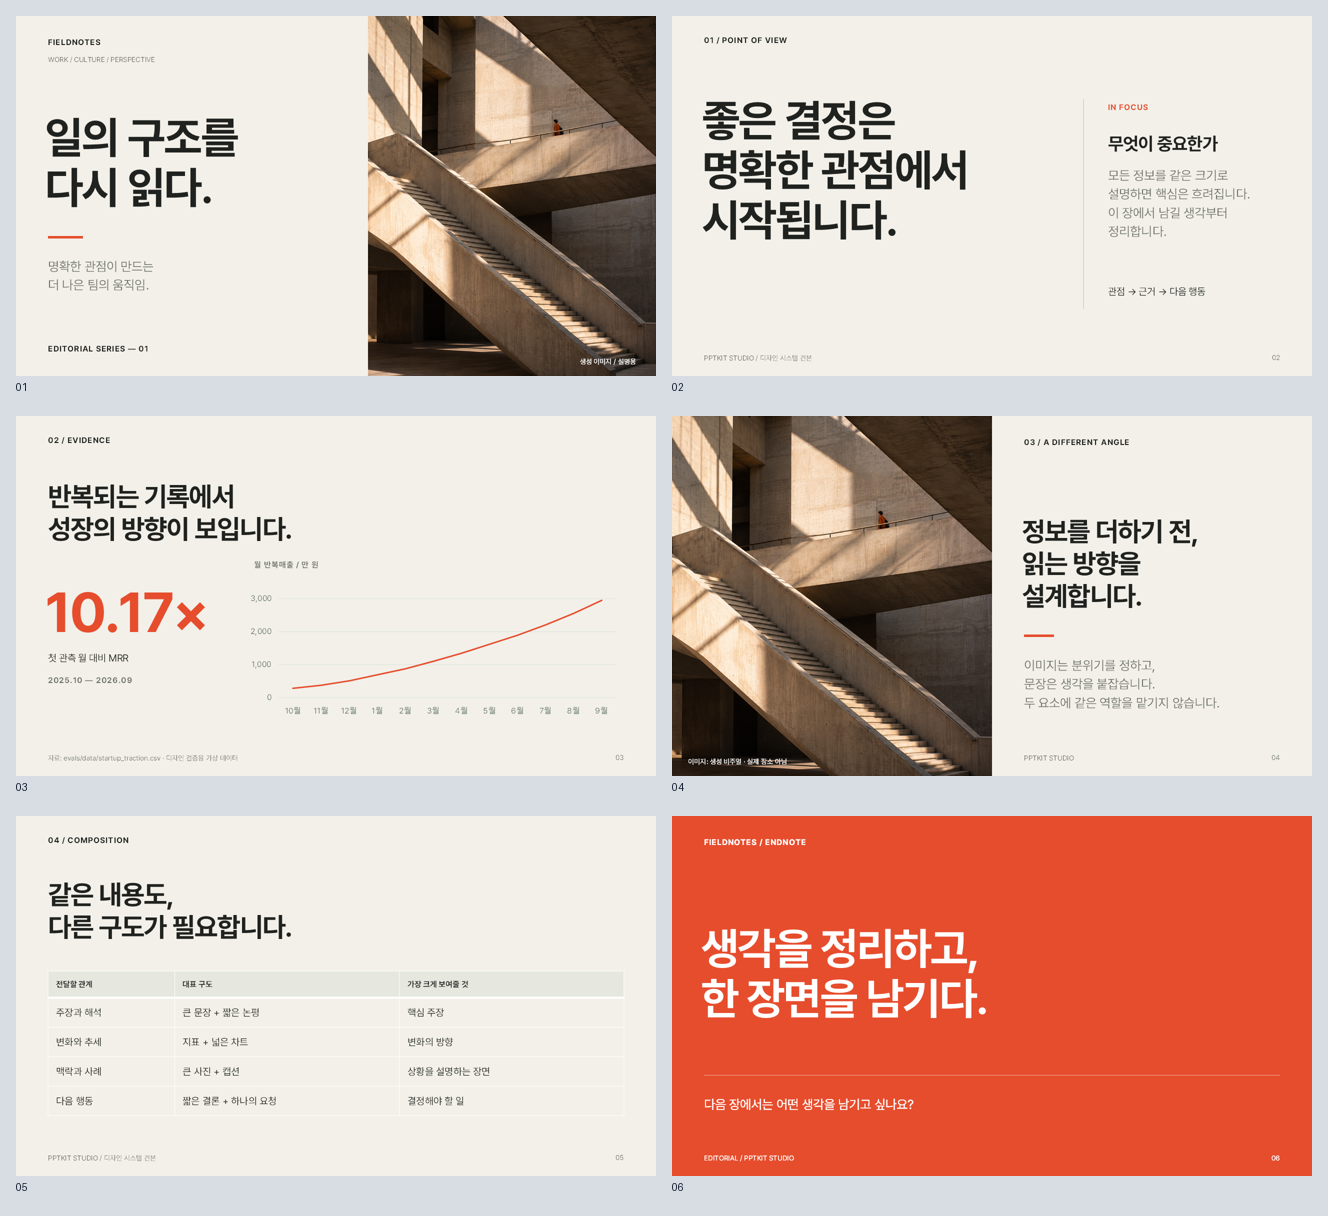 FIELDNOTES
WORK / CULTURE / PERSPECTIVE
일의 구조를
다시 읽다.
명확한 관점이 만드는
더 나은 팀의 움직임.
EDITORIAL SERIES — 01
생성 이미지 / 설명용
01
01 / POINT OF VIEW
좋은 결정은
명확한 관점에서
시작됩니다.
IN FOCUS
무엇이 중요한가
모든 정보를 같은 크기로
설명하면 핵심은 흐려집니다.
이 장에서 남길 생각부터
정리합니다.
관점 → 근거 → 다음 행동
PPTKIT STUDIO / 디자인 시스템 견본
02
02
02 / EVIDENCE
반복되는 기록에서
성장의 방향이 보입니다.
10.17×
첫 관측 월 대비 MRR
2025.10 — 2026.09
월 반복매출 / 만 원
3,000
2,000
1,000
0
10월 11월 12월 1월 2월 3월 4월 5월 6월 7월 8월 9월
자료: evals/data/startup_traction.csv · 디자인 검증용 가상 데이터
03
03
03 / A DIFFERENT ANGLE
정보를 더하기 전,
읽는 방향을
설계합니다.
이미지는 분위기를 정하고,
문장은 생각을 붙잡습니다.
두 요소에 같은 역할을 맡기지 않습니다.
이미지: 생성 비주얼 · 실제 장소 아님
PPTKIT STUDIO
04
04
04 / COMPOSITION
같은 내용도,
다른 구도가 필요합니다.
전달할 관계 대표 구도 가장 크게 보여줄 것
주장과 해석 큰 문장 + 짧은 논평 핵심 주장
변화와 추세 지표 + 넓은 차트 변화의 방향
맥락과 사례 큰 사진 + 캡션 상황을 설명하는 장면
다음 행동 짧은 결론 + 하나의 요청 결정해야 할 일
PPTKIT STUDIO / 디자인 시스템 견본
05
05
FIELDNOTES / ENDNOTE
생각을 정리하고,
한 장면을 남기다.
다음 장에서는 어떤 생각을 남기고 싶나요?
EDITORIAL / PPTKIT STUDIO
06
06